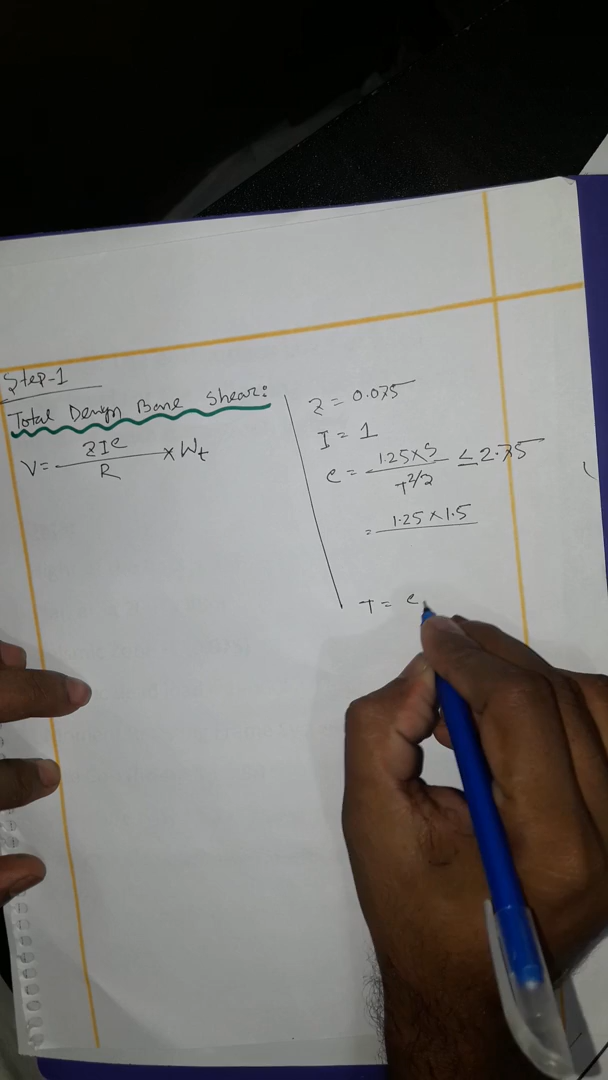 Step-1
Total Design Base Shear:
V = ZIC / R × Wt
Z = 0.075
I = 1
C = 1.25×S / T^2/3 ≤ 2.75
= 1.25×1.5
T = C